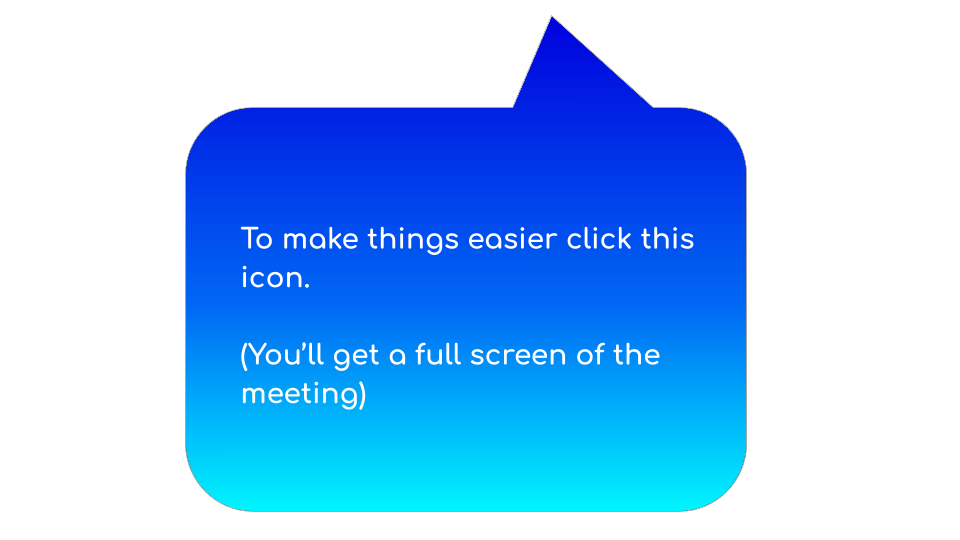 To make things easier click this
icon.
(You’ll get a full screen of the
meeting)